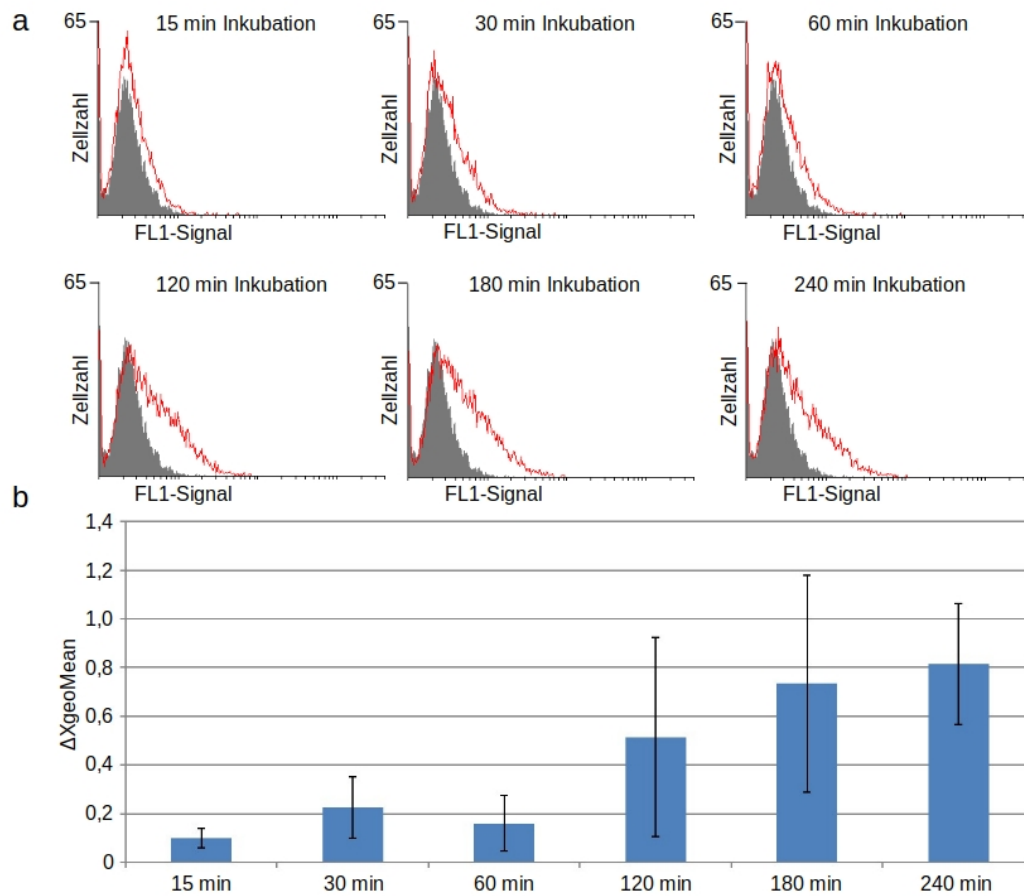 a
65 15 min Inkubation
Zellzahl
FL1-Signal
65 30 min Inkubation
Zellzahl
FL1-Signal
65 60 min Inkubation
Zellzahl
FL1-Signal
65 120 min Inkubation
Zellzahl
FL1-Signal
65 180 min Inkubation
Zellzahl
FL1-Signal
65 240 min Inkubation
Zellzahl
FL1-Signal
b
ΔXgeoMean
1,4
1,2
1,0
0,8
0,6
0,4
0,2
0
15 min 30 min 60 min 120 min 180 min 240 min